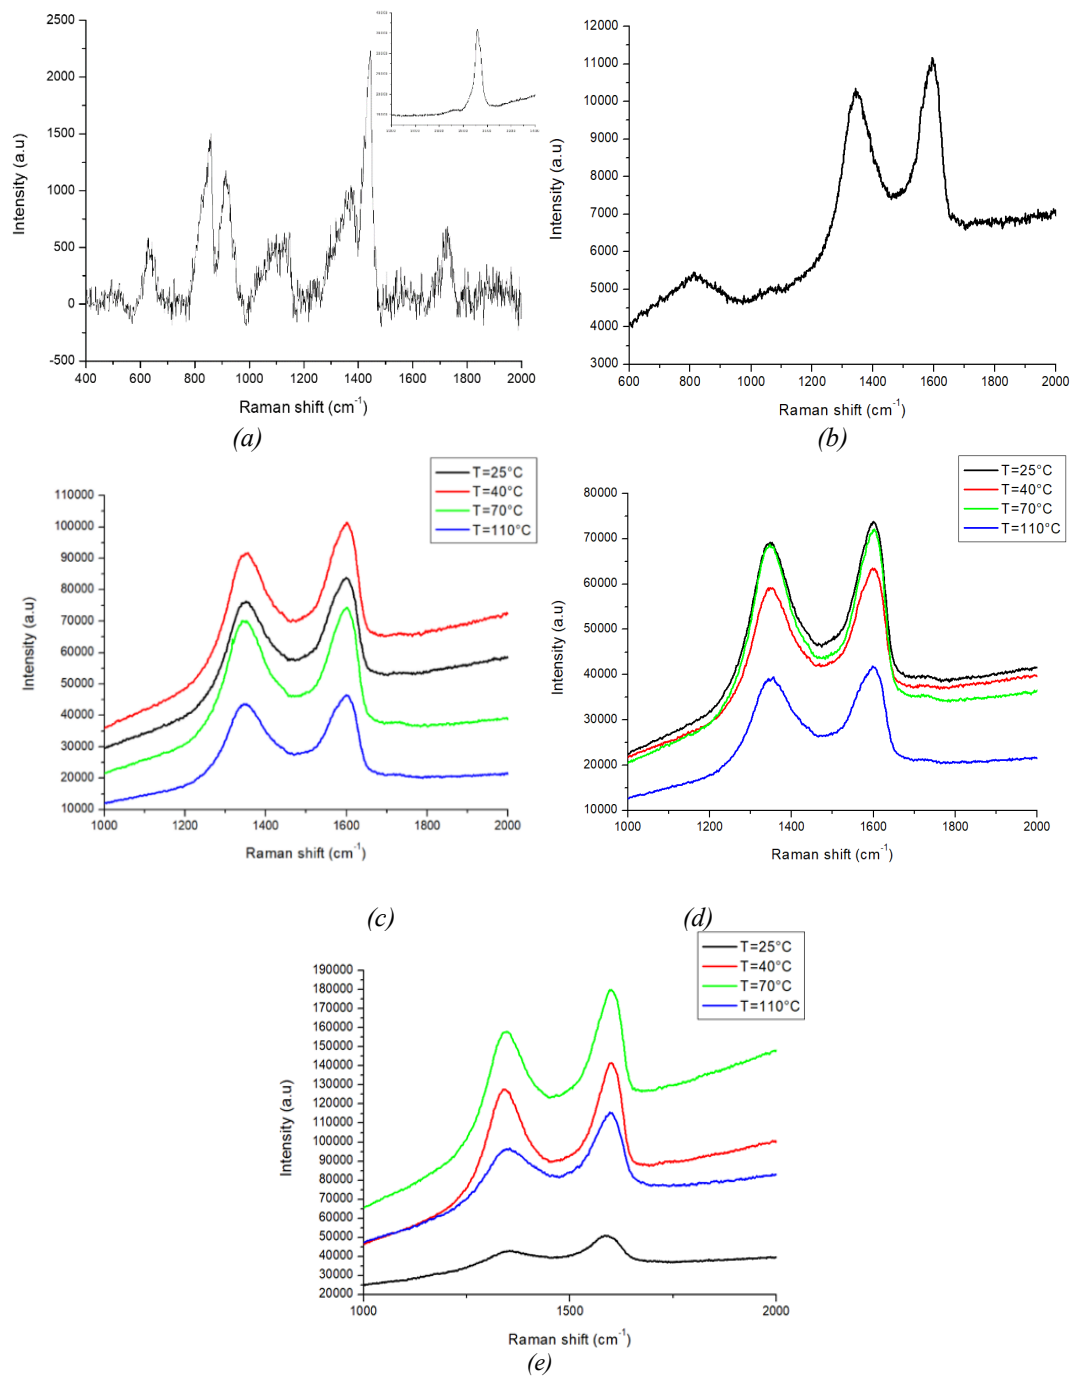 2500
2000
1500
1000
500
0
-500
400 600 800 1000 1200 1400 1600 1800 2000
Intensity (a.u)
Raman shift (cm-1)
(a)
12000
11000
10000
9000
8000
7000
6000
5000
4000
3000
600 800 1000 1200 1400 1600 1800 2000
Intensity (a.u)
Raman shift (cm-1)
(b)
T=25°C
T=40°C
T=70°C
T=110°C
110000
100000
90000
80000
70000
60000
50000
40000
30000
20000
10000
1000 1200 1400 1600 1800 2000
Intensity (a.u)
Raman shift (cm-1)
(c)
T=25°C
T=40°C
T=70°C
T=110°C
80000
70000
60000
50000
40000
30000
20000
10000
1000 1200 1400 1600 1800 2000
Intensity (a.u)
Raman shift (cm-1)
(d)
T=25°C
T=40°C
T=70°C
T=110°C
190000
180000
170000
160000
150000
140000
130000
120000
110000
100000
90000
80000
70000
60000
50000
40000
30000
20000
1000 1500 2000
Intensity (a.u)
Raman shift (cm-1)
(e)